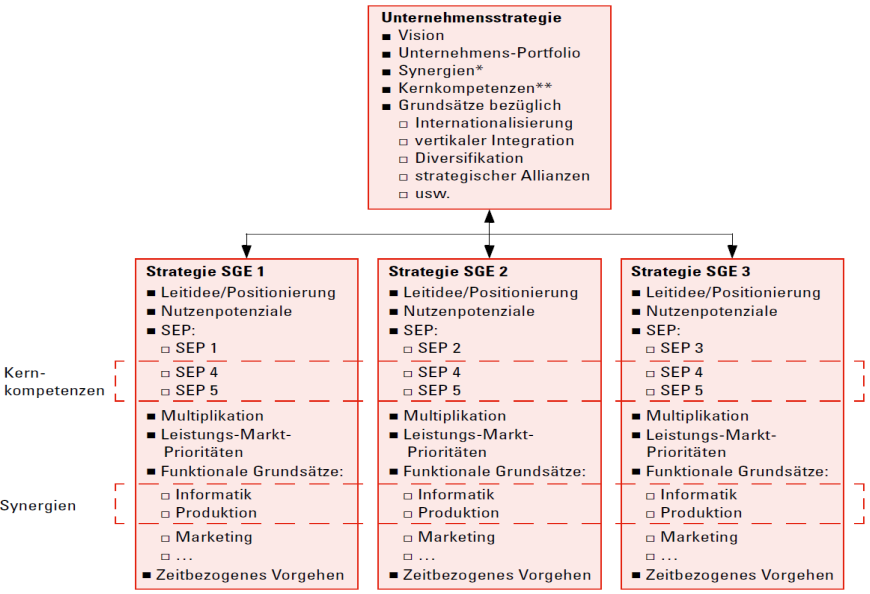 Unternehmensstrategie
Vision
Unternehmens-Portfolio
Synergien*
Kernkompetenzen**
Grundsätze bezüglich
Internationalisierung
vertikaler Integration
Diversifikation
strategischer Allianzen
usw.
Strategie SGE 1
Leitidee/Positionierung
Nutzenpotenziale
SEP:
SEP 1
SEP 4
SEP 5
Multiplikation
Leistungs-Markt-
Prioritäten
Funktionale Grundsätze:
Informatik
Produktion
Marketing
...
Zeitbezogenes Vorgehen
Strategie SGE 2
Leitidee/Positionierung
Nutzenpotenziale
SEP:
SEP 2
SEP 4
SEP 5
Multiplikation
Leistungs-Markt-
Prioritäten
Funktionale Grundsätze:
Informatik
Produktion
Marketing
...
Zeitbezogenes Vorgehen
Strategie SGE 3
Leitidee/Positionierung
Nutzenpotenziale
SEP:
SEP 3
SEP 4
SEP 5
Multiplikation
Leistungs-Markt-
Prioritäten
Funktionale Grundsätze:
Informatik
Produktion
Marketing
...
Zeitbezogenes Vorgehen
Kern-
kompetenzen
Synergien